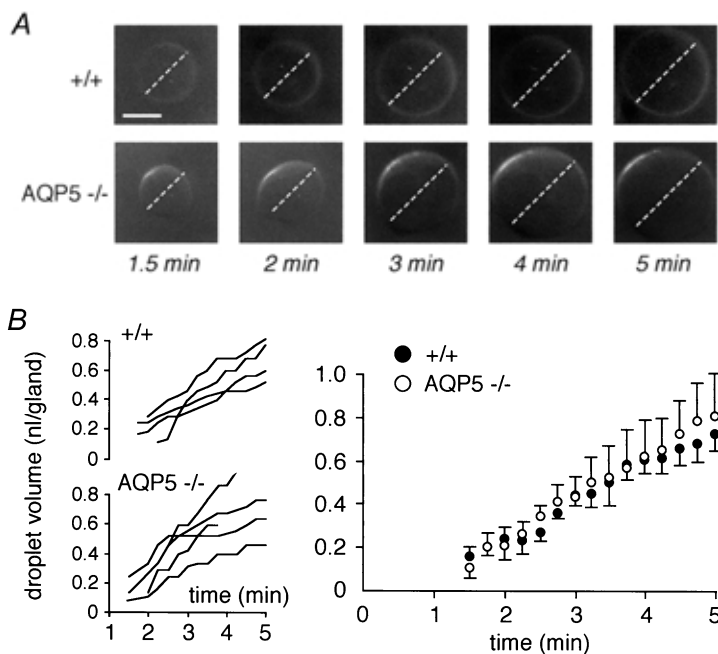 A
+/+
AQP5 -/-
1.5 min
2 min
3 min
4 min
5 min
B
droplet volume (nl/gland)
+/+
0.8
0.6
0.4
0.2
0
AQP5 -/-
0.8
0.6
0.4
0.2
0
time (min)
1 2 3 4 5
+/+
AQP5 -/-
1.0
0.8
0.6
0.4
0.2
0
0 1 2 3 4 5
time (min)